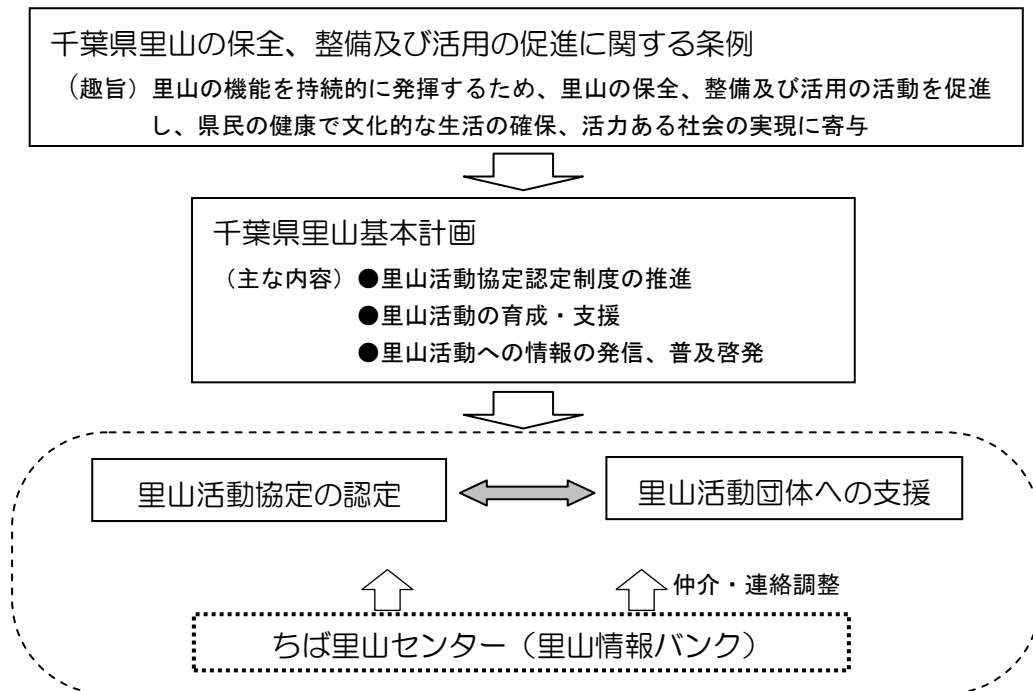 千葉県里山の保全、整備及び活用の促進に関する条例
（趣旨）里山の機能を持続的に発揮するため、里山の保全、整備及び活用の活動を促進
し、県民の健康で文化的な生活の確保、活力ある社会の実現に寄与
千葉県里山基本計画
（主な内容）●里山活動協定認定制度の推進
●里山活動の育成・支援
●里山活動への情報の発信、普及啓発
里山活動協定の認定
里山活動団体への支援
仲介・連絡調整
ちば里山センター（里山情報バンク）